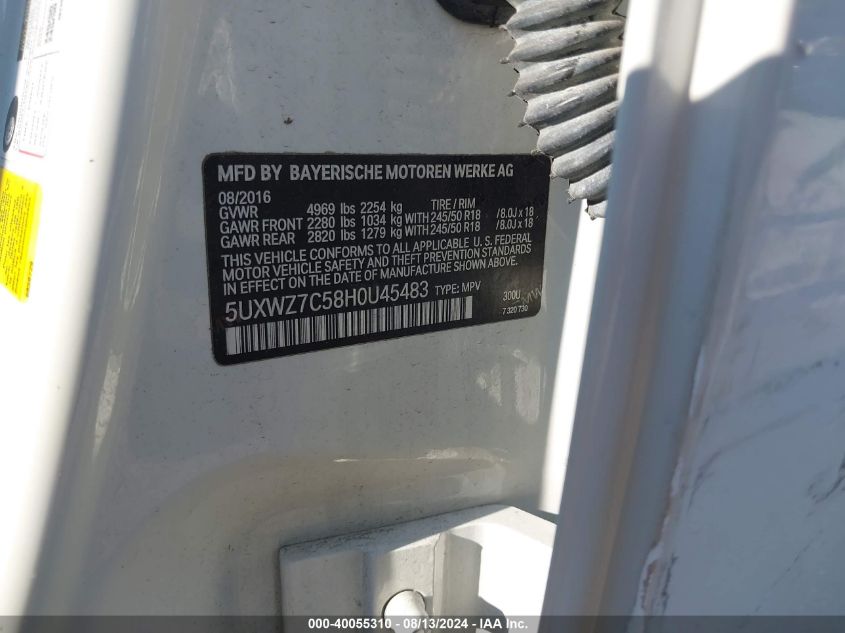 MFD BY BAYERISCHE MOTOREN WERKE AG
08/2016 TIRE / RIM
GVWR 4969 lbs 2254 kg
GAWR FRONT 2280 lbs 1034 kg WITH 245/50 R18 /8.0J x 18
GAWR REAR 2820 lbs 1279 kg WITH 245/50 R18 /8.0J x 18
THIS VEHICLE CONFORMS TO ALL APPLICABLE U.S. FEDERAL
MOTOR VEHICLE SAFETY AND THEFT PREVENTION STANDARDS
IN EFFECT ON THE DATE OF MANUFACTURE SHOWN ABOVE.
5UXWZ7C58H0U45483 TYPE: MPV 300U
7 320 730
000-40055310 - 08/13/2024 - IAA Inc.